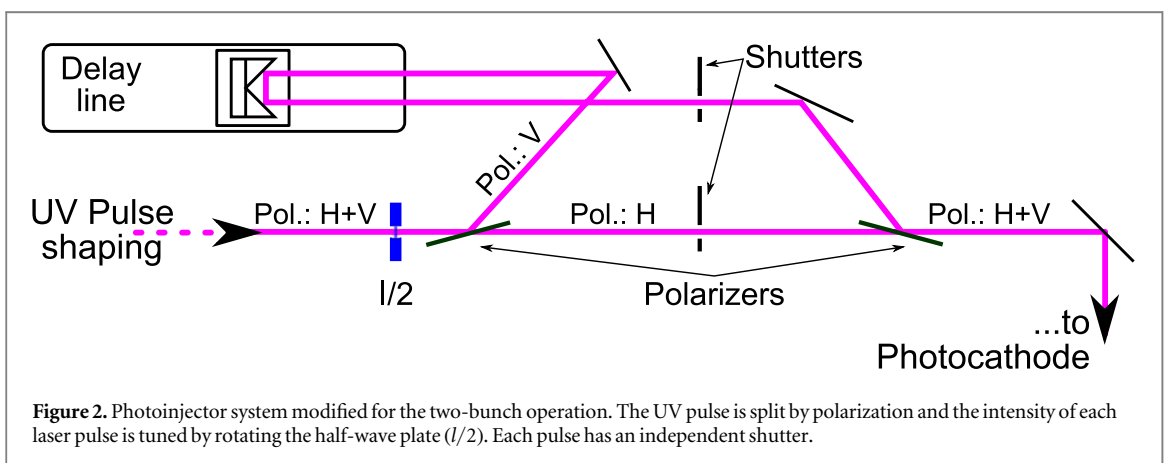 Delay
line
Shutters
Pol.: V
UV Pulse
shaping
Pol.: H+V
Pol.: H
Pol.: H+V
l/2
Polarizers
...to
Photocathode
Figure 2. Photoinjector system modified for the two-bunch operation. The UV pulse is split by polarization and the intensity of each
laser pulse is tuned by rotating the half-wave plate (l/2). Each pulse has an independent shutter.